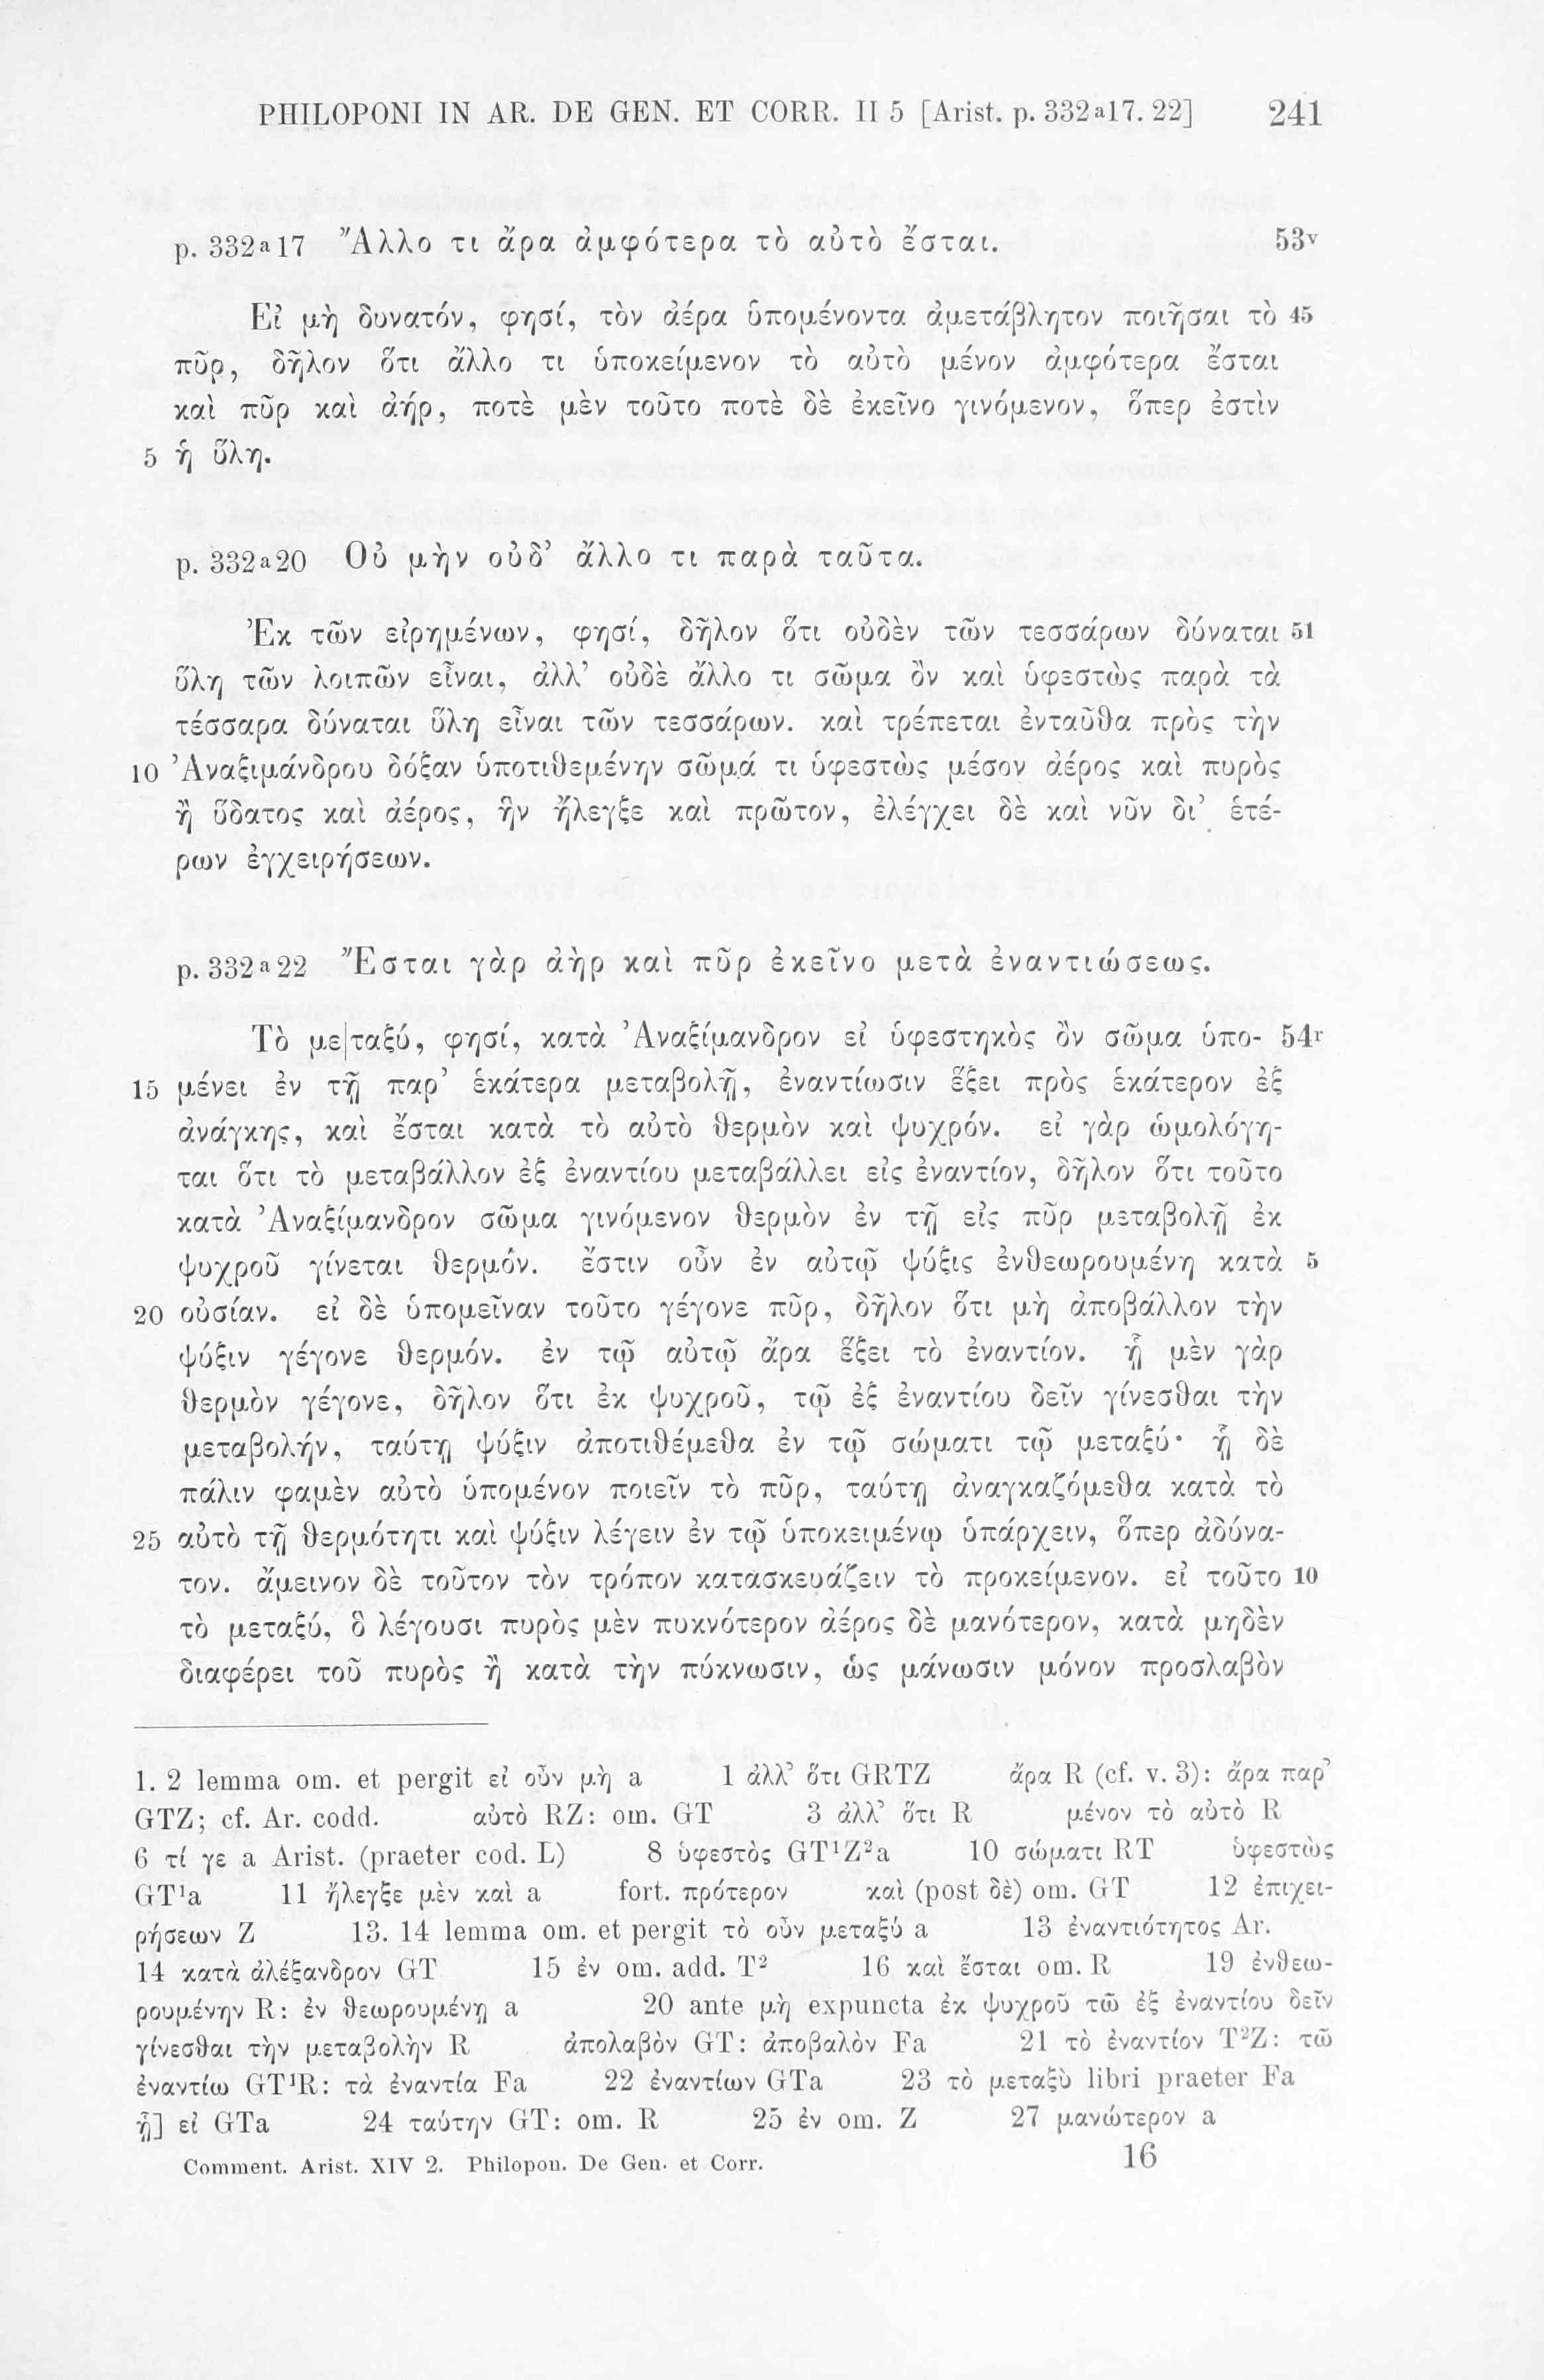 PHILOPONI IN AR. DE GEN. ET CORR. II 5 [Arist. p. 332a17. 22] 241
p. 332a17 Ἄλλο τι ἄρα ἀμφότερα τὸ αὐτὸ ἔσται. 53v
Εἰ μὴ δυνατόν, φησί, τὸν ἀέρα ὑπομένοντα ἀμετάβλητον ποιῆσαι τὸ 45
πῦρ, δῆλον ὅτι ἄλλο τι ὑποκείμενον τὸ αὐτὸ μένον ἀμφότερα ἔσται
καὶ πῦρ καὶ ἀήρ, ποτὲ μὲν τοῦτο ποτὲ δὲ ἐκεῖνο γινόμενον, ὅπερ ἐστὶν
5 ἡ ὕλη.
p. 332a20 Οὐ μὴν οὐδ’ ἄλλο τι παρὰ ταῦτα.
Ἐκ τῶν εἰρημένων, φησί, δῆλον ὅτι οὐδὲν τῶν τεσσάρων δύναται 51
ὕλη τῶν λοιπῶν εἶναι, ἀλλ’ οὐδὲ ἄλλο τι σῶμα ὂν καὶ ὑφεστὼς παρὰ τὰ
τέσσαρα δύναται ὕλη εἶναι τῶν τεσσάρων. καὶ τρέπεται ἐνταῦθα πρὸς τὴν
10 Ἀναξιμάνδρου δόξαν ὑποτιθεμένην σῶμά τι ὑφεστὼς μέσον ἀέρος καὶ πυρὸς
ἢ ὕδατος καὶ ἀέρος, ἣν ἤλεγξε καὶ πρῶτον, ἐλέγχει δὲ καὶ νῦν δι’ ἑτέ-
ρων ἐγχειρήσεων.
p. 332a22 Ἔσται γὰρ ἀὴρ καὶ πῦρ ἐκεῖνο μετὰ ἐναντιώσεως.
Τὸ με|ταξύ, φησί, κατὰ Ἀναξίμανδρον εἰ ὑφεστηκὸς ὂν σῶμα ὑπο- 54r
15 μένει ἐν τῇ παρ’ ἑκάτερα μεταβολῇ, ἐναντίωσιν ἕξει πρὸς ἑκάτερον ἐξ
ἀνάγκης, καὶ ἔσται κατὰ τὸ αὐτὸ θερμὸν καὶ ψυχρόν. εἰ γὰρ ὡμολόγη-
ται ὅτι τὸ μεταβάλλον ἐξ ἐναντίου μεταβάλλει εἰς ἐναντίον, δῆλον ὅτι τοῦτο
κατὰ Ἀναξίμανδρον σῶμα γινόμενον θερμὸν ἐν τῇ εἰς πῦρ μεταβολῇ ἐκ
ψυχροῦ γίνεται θερμόν. ἔστιν οὖν ἐν αὐτῷ ψύξις ἐνθεωρουμένη κατὰ 5
20 οὐσίαν. εἰ δὲ ὑπομεῖναν τοῦτο γέγονε πῦρ, δῆλον ὅτι μὴ ἀποβάλλον τὴν
ψύξιν γέγονε θερμόν. ἐν τῷ αὐτῷ ἄρα ἕξει τὸ ἐναντίον. ᾗ μὲν γὰρ
θερμὸν γέγονε, δῆλον ὅτι ἐκ ψυχροῦ, τῷ ἐξ ἐναντίου δεῖν γίνεσθαι τὴν
μεταβολήν, ταύτῃ ψύξιν ἀποτιθέμεθα ἐν τῷ σώματι τῷ μεταξύ· ᾗ δὲ
πάλιν φαμὲν αὐτὸ ὑπομένον ποιεῖν τὸ πῦρ, ταύτῃ ἀναγκαζόμεθα κατὰ τὸ
25 αὐτὸ τῇ θερμότητι καὶ ψύξιν λέγειν ἐν τῷ ὑποκειμένῳ ὑπάρχειν, ὅπερ ἀδύνα-
τον. ἄμεινον δὲ τοῦτον τὸν τρόπον κατασκευάζειν τὸ προκείμενον. εἰ τοῦτο 10
τὸ μεταξύ, ὃ λέγουσι πυρὸς μὲν πυκνότερον ἀέρος δὲ μανότερον, κατὰ μηδὲν
διαφέρει τοῦ πυρὸς ἢ κατὰ τὴν πύκνωσιν, ὡς μάνωσιν μόνον προσλαβὸν
1. 2 lemma om. et pergit εἰ οὖν μὴ a 1 ἀλλ’ ὅτι GRTZ ἄρα R (cf. v. 3): ἄρα παρ’
GTZ; cf. Ar. codd. αὐτὸ RZ: om. GT 3 ἀλλ’ ὅτι R μένον τὸ αὐτὸ R
6 τί γε a Arist. (praeter cod. L) 8 ὑφεστὸς GT¹Z²a 10 σώματι RT ὑφεστὼς
GT¹a 11 ἤλεγξε μὲν καὶ a fort. πρότερον καὶ (post δὲ) om. GT 12 ἐπιχει-
ρήσεων Z 13. 14 lemma om. et pergit τὸ οὖν μεταξύ a 13 ἐναντιότητος Ar.
14 κατὰ ἀλέξανδρον GT 15 ἐν om. add. T² 16 καὶ ἔσται om. R 19 ἐνθεω-
ρουμένην R: ἐν θεωρουμένῃ a 20 ante μὴ expuncta ἐκ ψυχροῦ τῶ ἐξ ἐναντίου δεῖν
γίνεσθαι τὴν μεταβολὴν R ἀπολαβὸν GT: ἀποβαλὸν Fa 21 τὸ ἐναντίον T²Z: τῶ
ἐναντίω GT¹R: τὰ ἐναντία Fa 22 ἐναντίων GTa 23 τὸ μεταξὺ libri praeter Fa
ᾗ] εἰ GTa 24 ταύτην GT: om. R 25 ἐν om. Z 27 μανώτερον a
Comment. Arist. XIV 2. Philopon. De Gen. et Corr. 16